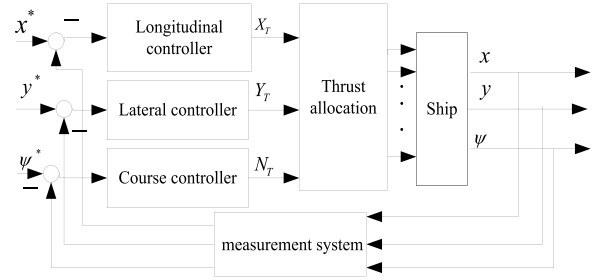 x*
−
Longitudinal
controller
X_T
x
y*
Lateral controller
Y_T
Thrust
allocation
Ship
y
−
ψ*
−
Course controller
N_T
ψ
measurement system